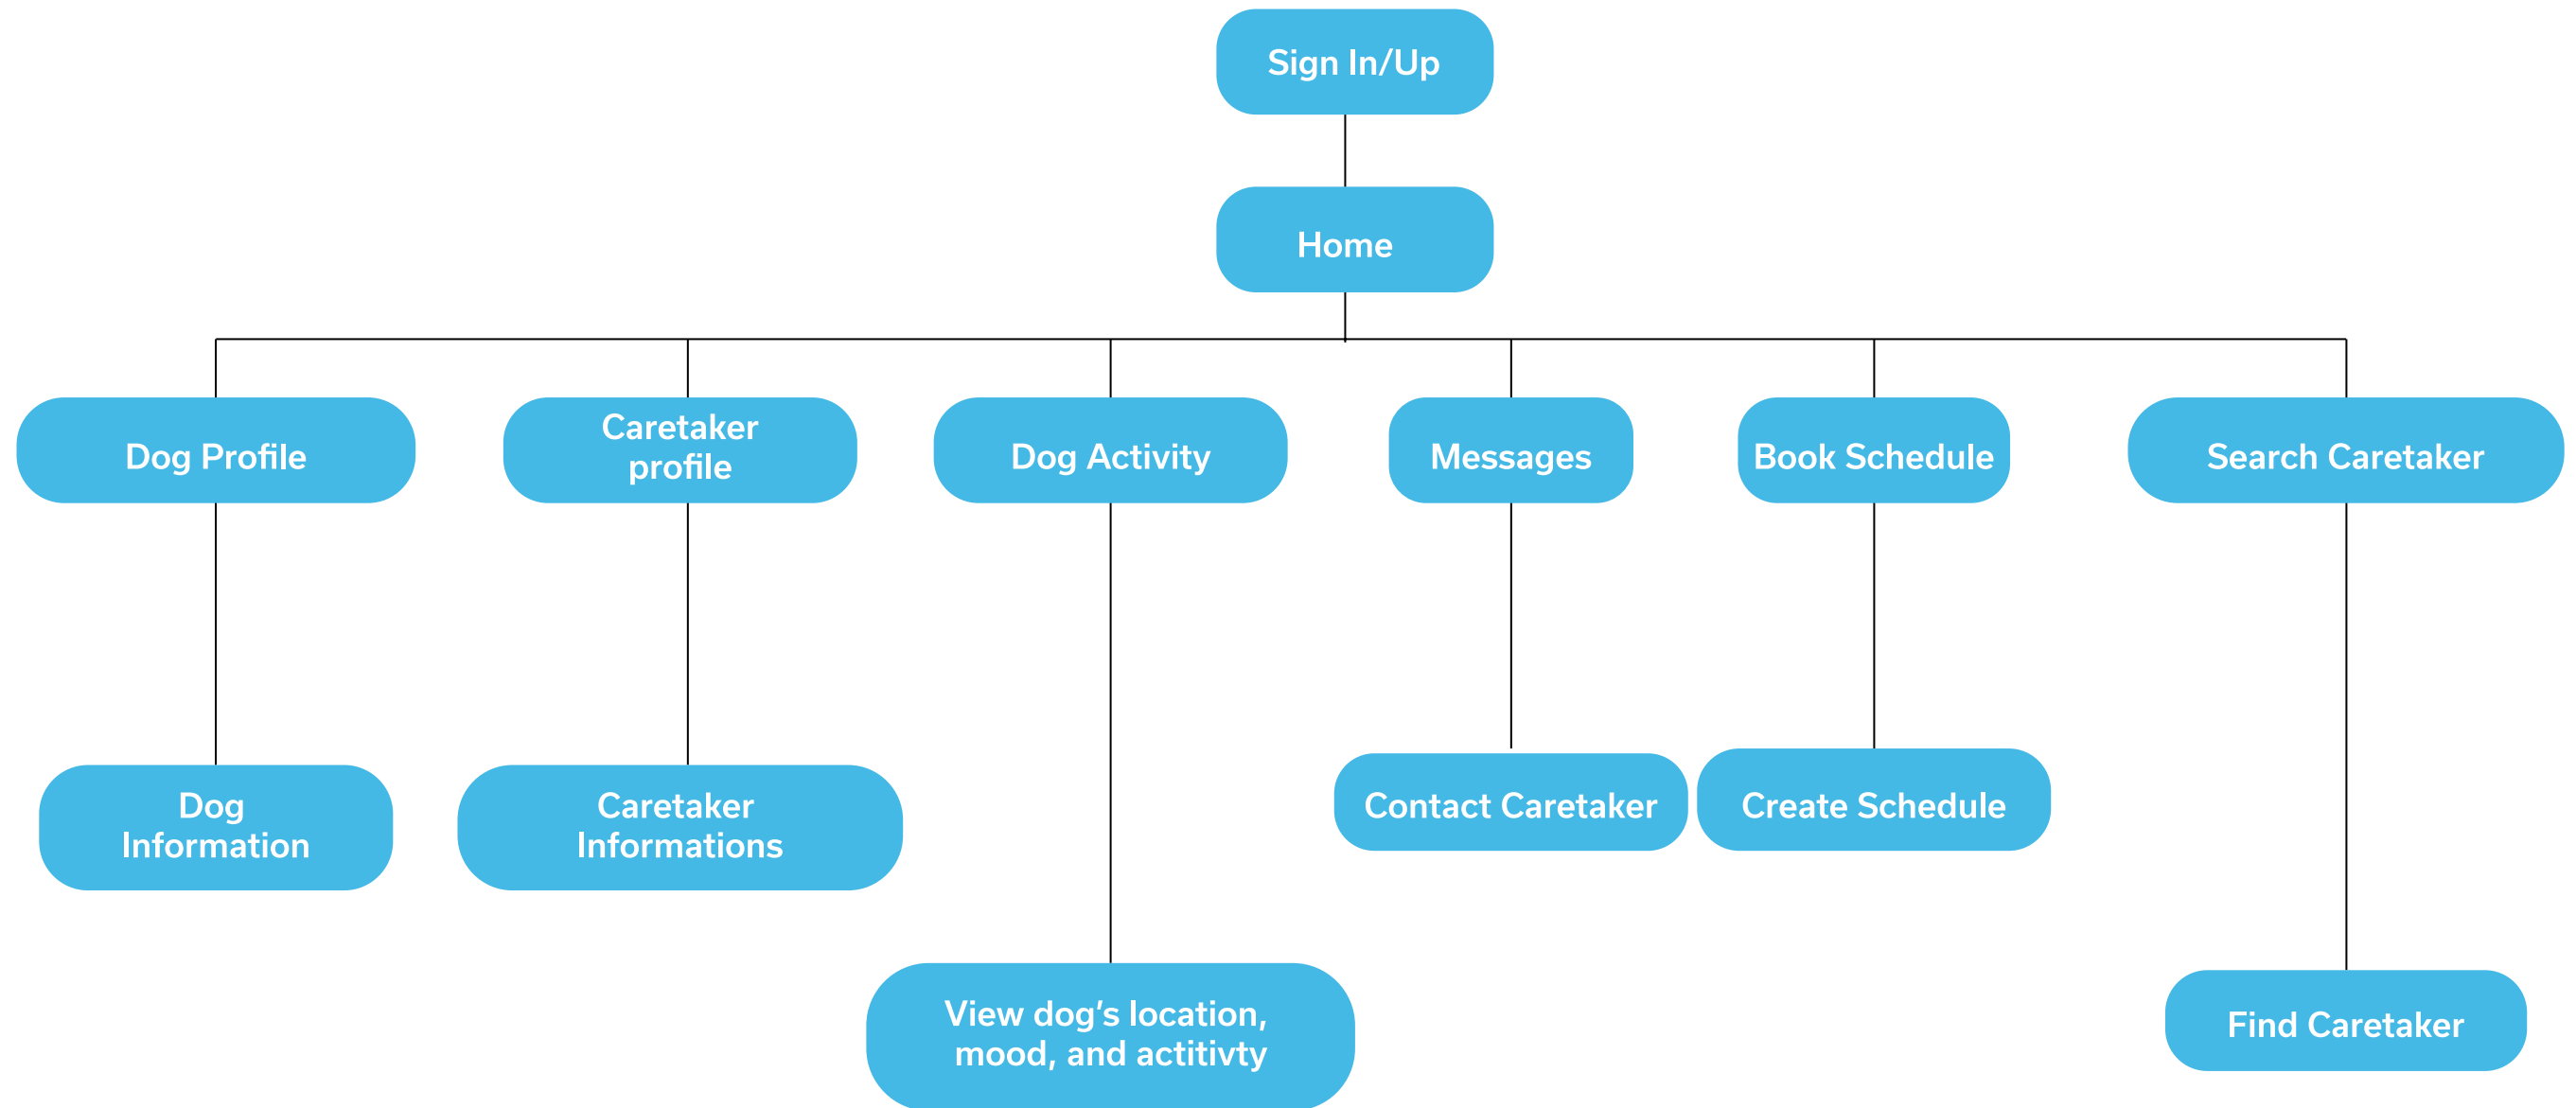 Sign In/Up
Home
Dog Profile
Caretaker
profile
Dog Activity
Messages
Book Schedule
Search Caretaker
Dog
Information
Caretaker
Informations
Contact Caretaker
Create Schedule
View dog’s location,
mood, and actitivty
Find Caretaker